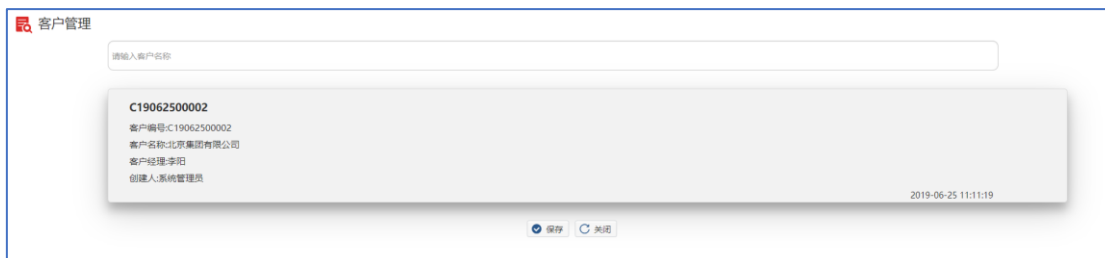 客户管理
请输入客户名称
C19062500002
客户编号:C19062500002
客户名称:北京集团有限公司
客户经理:李阳
创建人:系统管理员
2019-06-25 11:11:19
保存 关闭